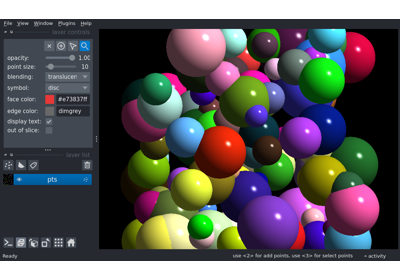 File View Window Plugins Help
layer controls
opacity: 1.00
point size: 10
blending: translucen
symbol: disc
face color: #e73837ff
edge color: dimgrey
display text:
out of slice:
layer list
pts
Ready
use <2> for add points, use <3> for select points
activity